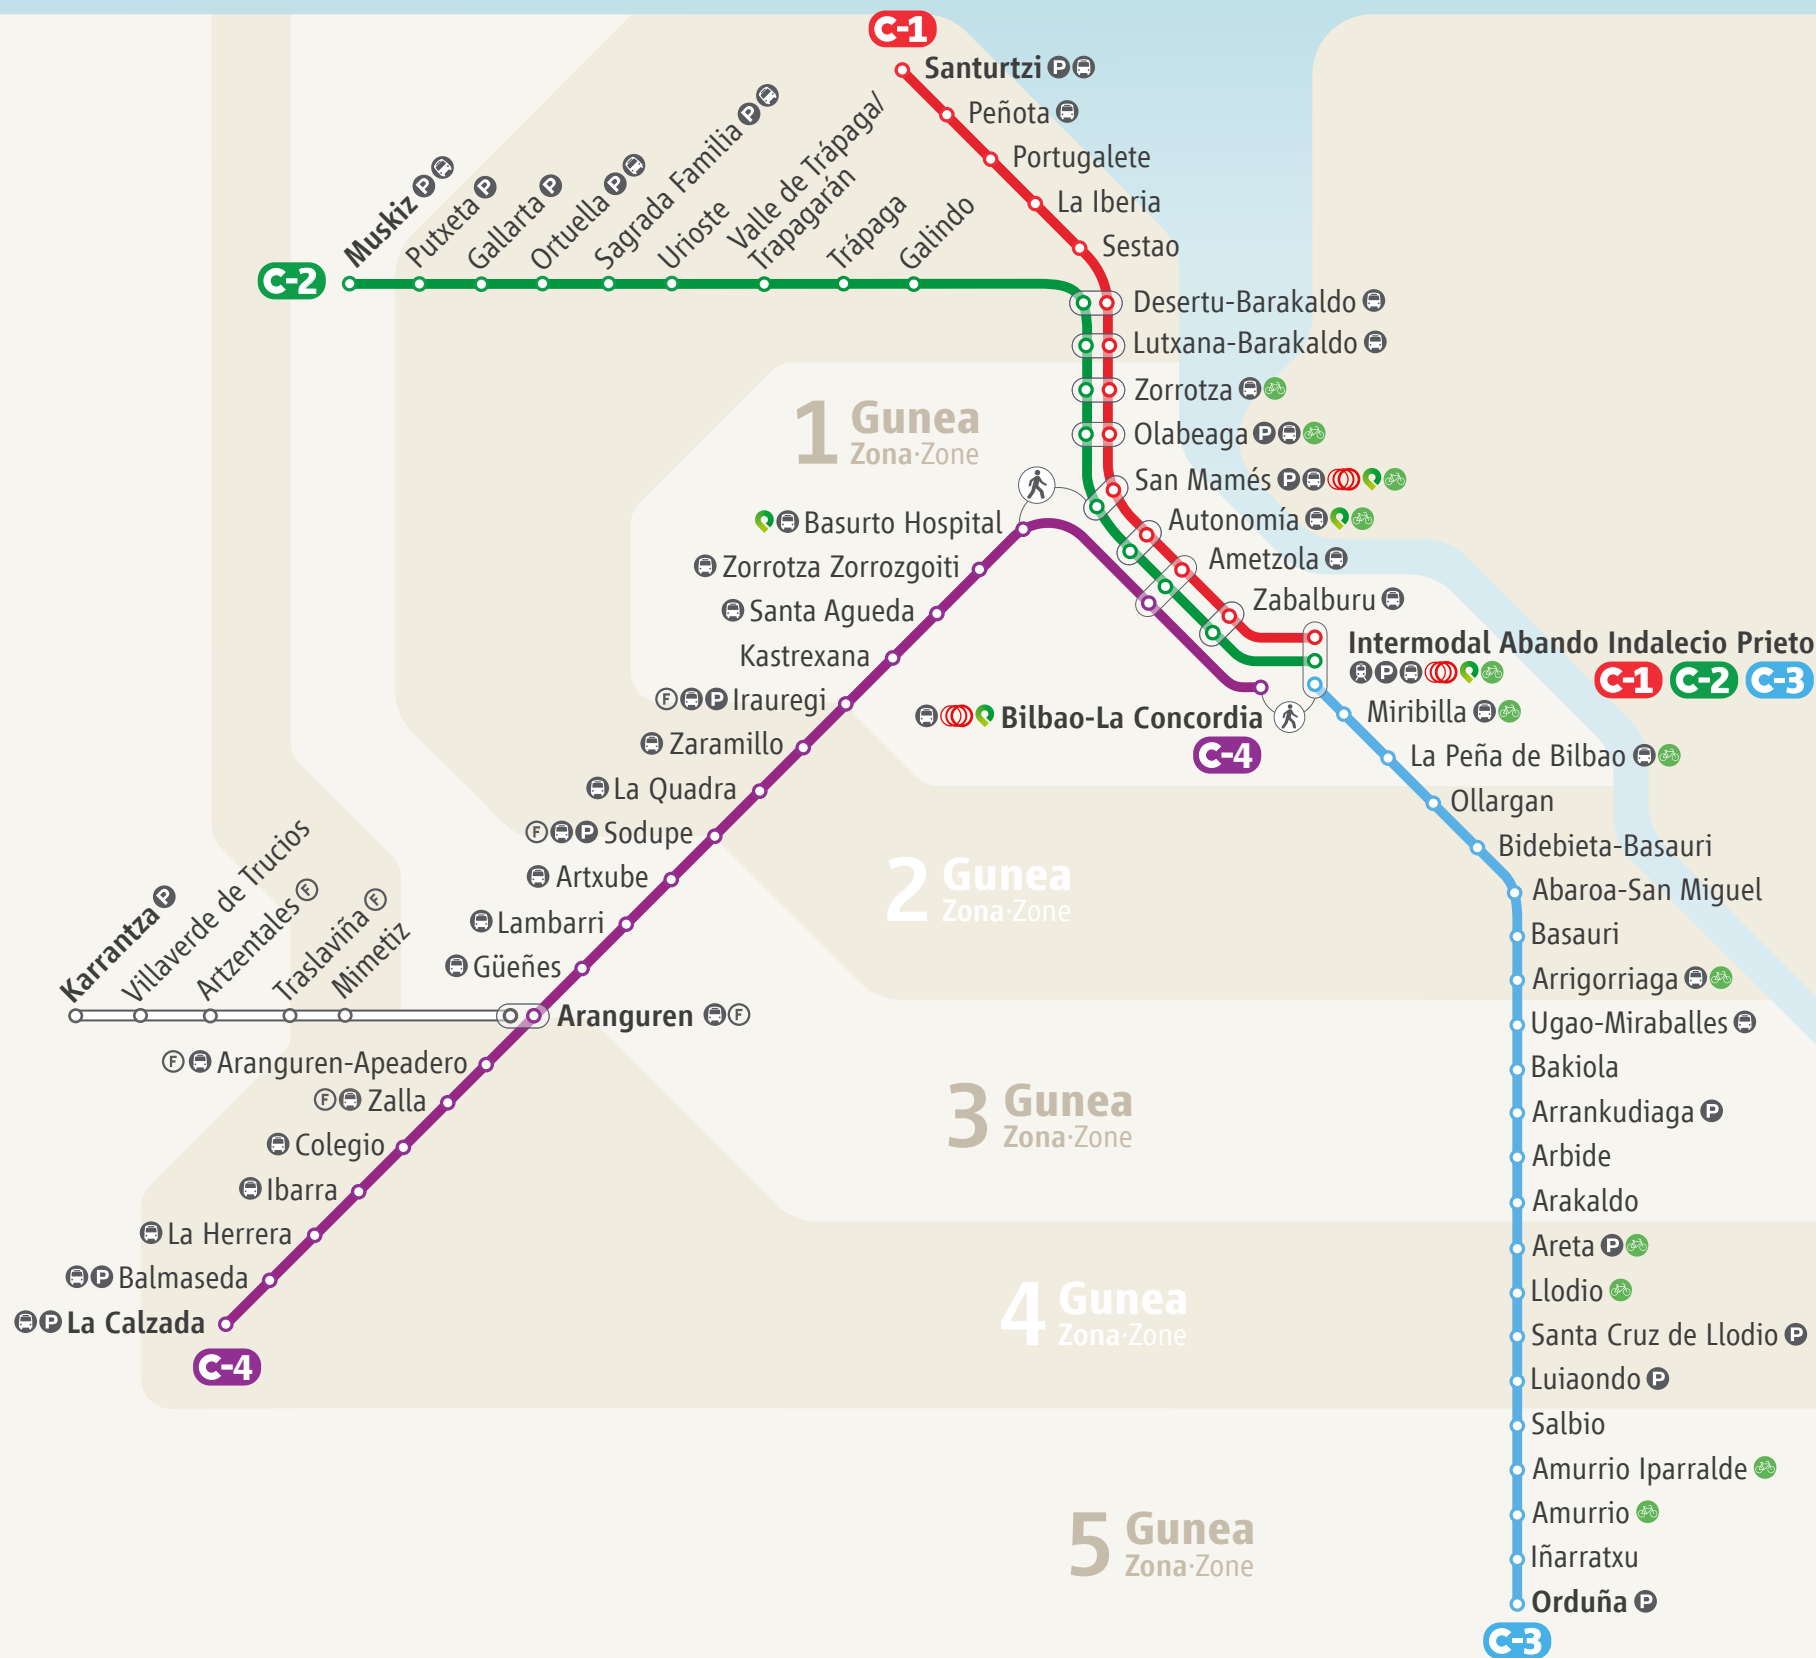 C-1
Santurtzi P
Peñota
Portugalete
La Iberia
Sestao
C-2
Muskiz P
Putxeta P
Gallarta P
Ortuella P
Sagrada Familia P
Urioste
Valle de Trápaga/
Trapagarán
Trápaga
Galindo
Desertu-Barakaldo
Lutxana-Barakaldo
Zorrotza
Olabeaga P
San Mamés P
Autonomía
Ametzola
Zabalburu
Intermodal Abando Indalecio Prieto
P
C-1 C-2 C-3
1 Gunea
Zona·Zone
Basurto Hospital
Zorrotza Zorrozgoiti
Santa Agueda
Kastrexana
F P Irauregi
Zaramillo
La Quadra
F P Sodupe
Artxube
Lambarri
Güeñes
Aranguren F
Bilbao-La Concordia
C-4
Miribilla
La Peña de Bilbao
Ollargan
Bidebieta-Basauri
Abaroa-San Miguel
Basauri
Arrigorriaga
Ugao-Miraballes
Bakiola
Arrankudiaga P
Arbide
Arakaldo
Areta P
Llodio
Santa Cruz de Llodio P
Luiaondo P
Salbio
Amurrio Iparralde
Amurrio
Iñarratxu
Orduña P
C-3
2 Gunea
Zona·Zone
Karrantza P
Villaverde de Trucios
Artzentales F
Traslaviña F
Mimetiz
F Aranguren-Apeadero
F Zalla
Colegio
Ibarra
La Herrera
P Balmaseda
P La Calzada
C-4
3 Gunea
Zona·Zone
4 Gunea
Zona·Zone
5 Gunea
Zona·Zone